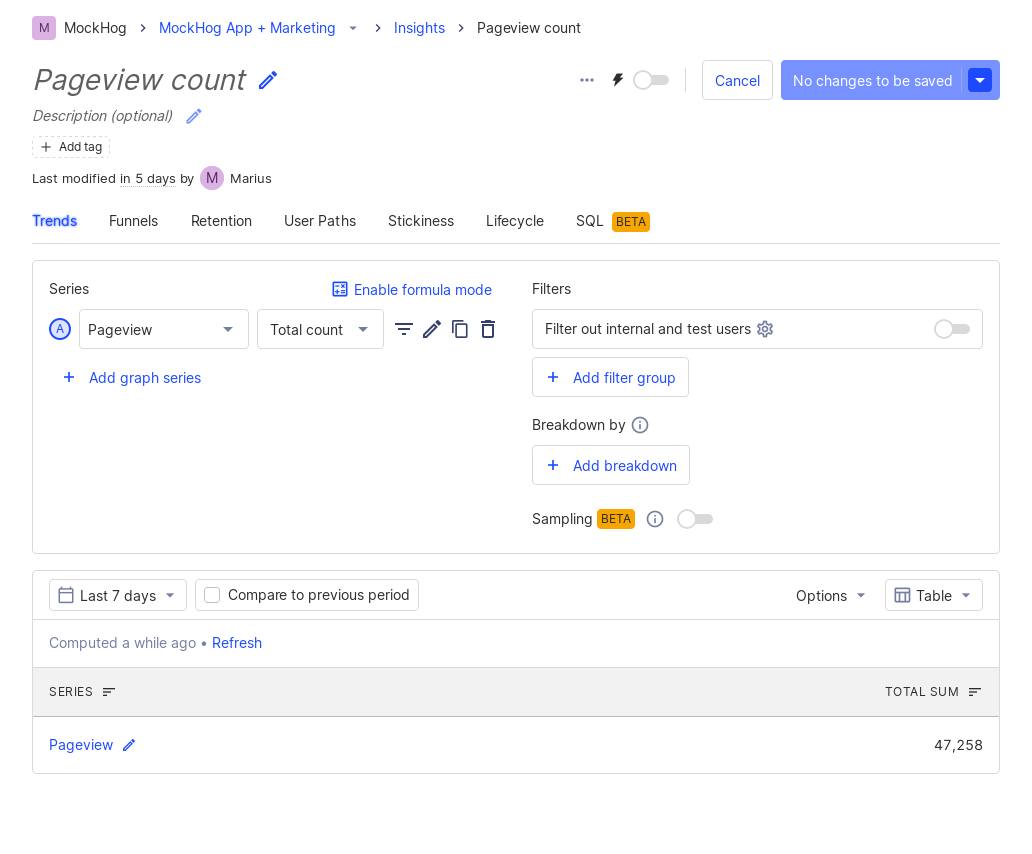 M MockHog MockHog App + Marketing Insights Pageview count
Pageview count
Cancel No changes to be saved
Description (optional)
Add tag
Last modified in 5 days by M Marius
Trends Funnels Retention User Paths Stickiness Lifecycle SQL BETA
Series Enable formula mode
A Pageview Total count
Add graph series
Filters
Filter out internal and test users
Add filter group
Breakdown by
Add breakdown
Sampling BETA
Last 7 days Compare to previous period Options Table
Computed a while ago • Refresh
SERIES TOTAL SUM
Pageview 47,258